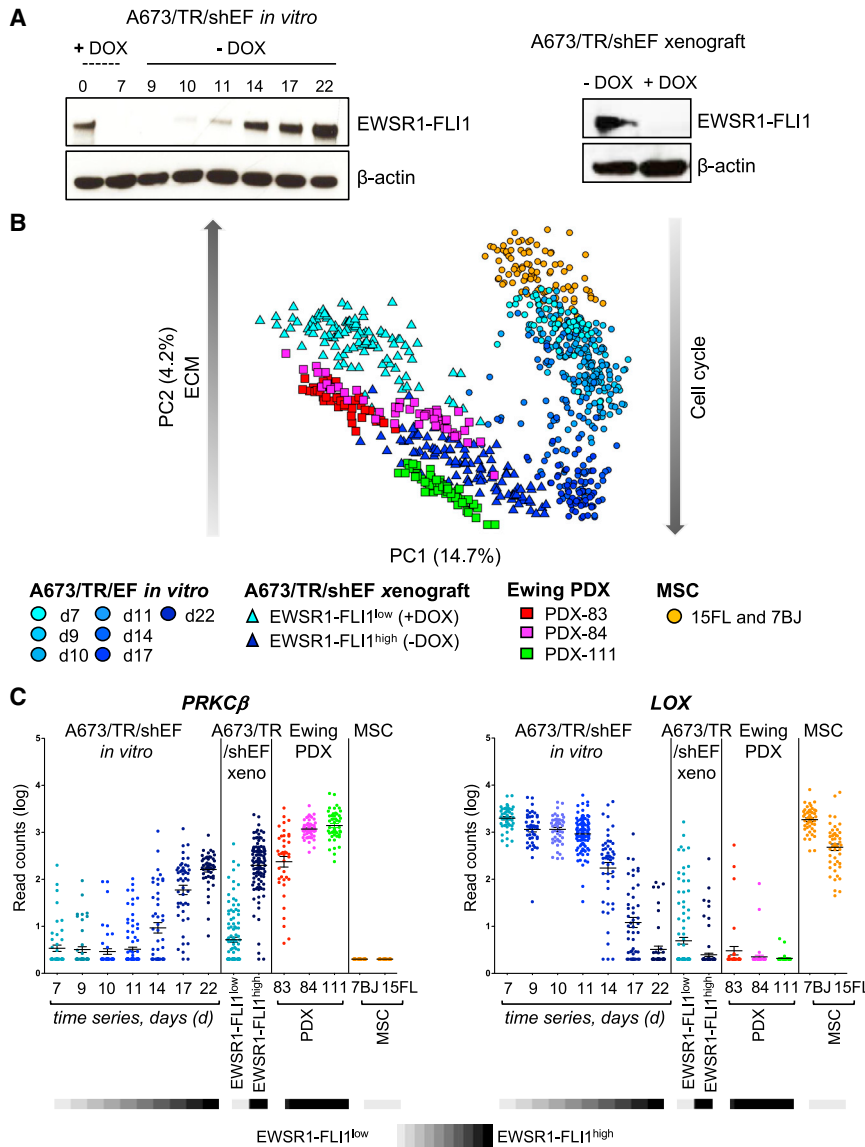 A
A673/TR/shEF in vitro
+ DOX
- DOX
0 7 9 10 11 14 17 22
EWSR1-FLI1
β-actin
A673/TR/shEF xenograft
- DOX + DOX
EWSR1-FLI1
β-actin
B
PC2 (4.2%)
ECM
Cell cycle
PC1 (14.7%)
A673/TR/EF in vitro
d7
d9
d10
d11
d14
d17
d22
A673/TR/shEF xenograft
EWSR1-FLI1low (+DOX)
EWSR1-FLI1high (-DOX)
Ewing PDX
PDX-83
PDX-84
PDX-111
MSC
15FL and 7BJ
C
PRKCβ
A673/TR/shEF
in vitro
A673/TR
/shEF
xeno
Ewing
PDX
MSC
Read counts (log)
5
4
3
2
1
0
7 9 10 11 14 17 22
time series, days (d)
EWSR1-FLI1low
EWSR1-FLI1high
83 84 111
PDX
7BJ 15FL
MSC
LOX
A673/TR/shEF
in vitro
A673/TR
/shEF
xeno
Ewing
PDX
MSC
Read counts (log)
5
4
3
2
1
0
7 9 10 11 14 17 22
time series, days (d)
EWSR1-FLI1low
EWSR1-FLI1high
83 84 111
PDX
7BJ 15FL
MSC
EWSR1-FLI1low
EWSR1-FLI1high